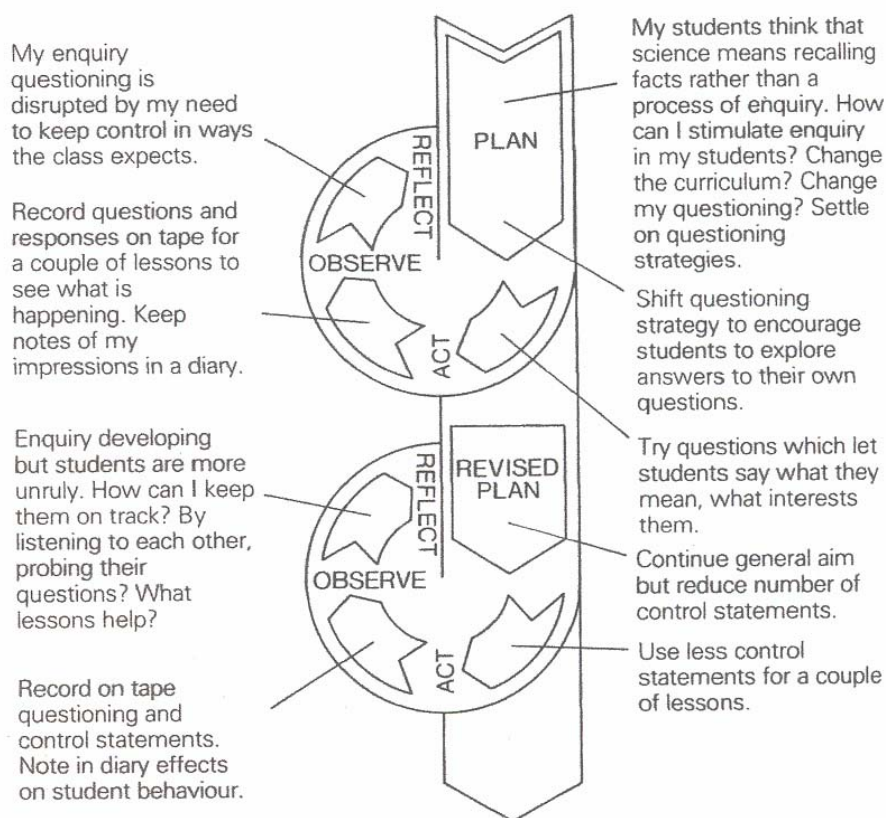 My enquiry
questioning is
disrupted by my need
to keep control in ways
the class expects.
Record questions and
responses on tape for
a couple of lessons to
see what is
happening. Keep
notes of my
impressions in a diary.
Enquiry developing
but students are more
unruly. How can I keep
them on track? By
listening to each other,
probing their
questions? What
lessons help?
Record on tape
questioning and
control statements.
Note in diary effects
on student behaviour.
PLAN
REFLECT
OBSERVE
ACT
REVISED
PLAN
REFLECT
OBSERVE
ACT
My students think that
science means recalling
facts rather than a
process of enquiry. How
can I stimulate enquiry
in my students? Change
the curriculum? Change
my questioning? Settle
on questioning
strategies.
Shift questioning
strategy to encourage
students to explore
answers to their own
questions.
Try questions which let
students say what they
mean, what interests
them.
Continue general aim
but reduce number of
control statements.
Use less control
statements for a couple
of lessons.